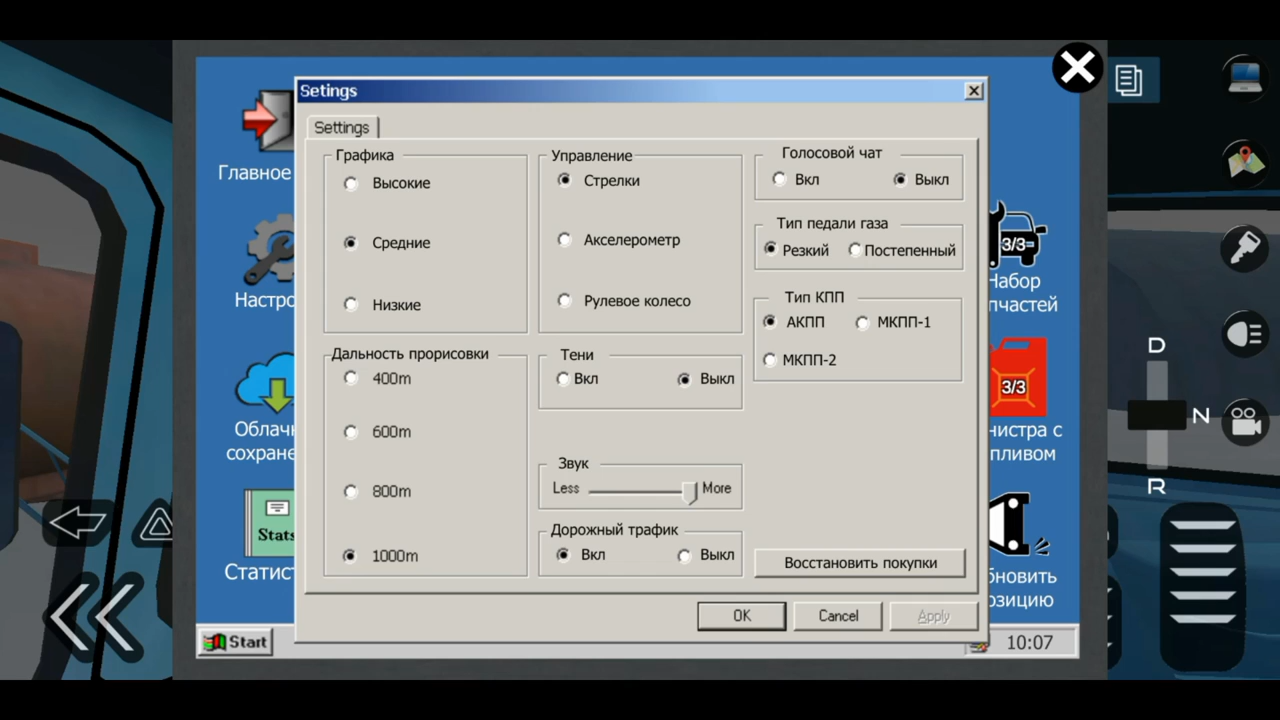 Setings
Settings
Графика
Высокие
Средние
Низкие
Дальность прорисовки
400m
600m
800m
1000m
Управление
Стрелки
Акселерометр
Рулевое колесо
Тени
Вкл
Выкл
Звук
Less
More
Дорожный трафик
Вкл
Выкл
Голосовой чат
Вкл
Выкл
Тип педали газа
Резкий
Постепенный
Тип КПП
АКПП
МКПП-1
МКПП-2
Восстановить покупки
OK
Cancel
Apply
Главное
Настро
Облачн
сохране
Stats
Статист
3/3
Набор
пчастей
3/3
нистра с
пливом
бновить
озицию
Start
10:07
D
N
R